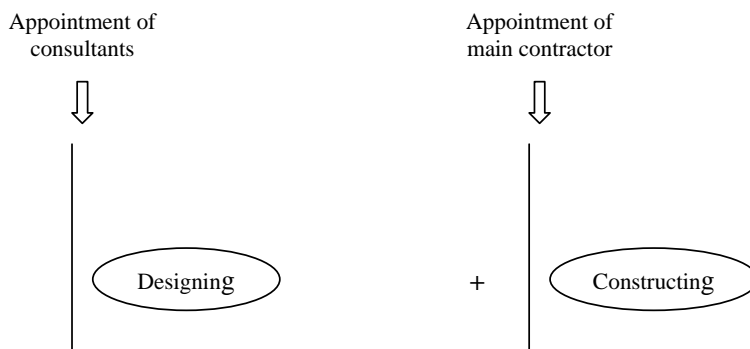 Appointment of
consultants
Appointment of
main contractor
Designing
+
Constructing